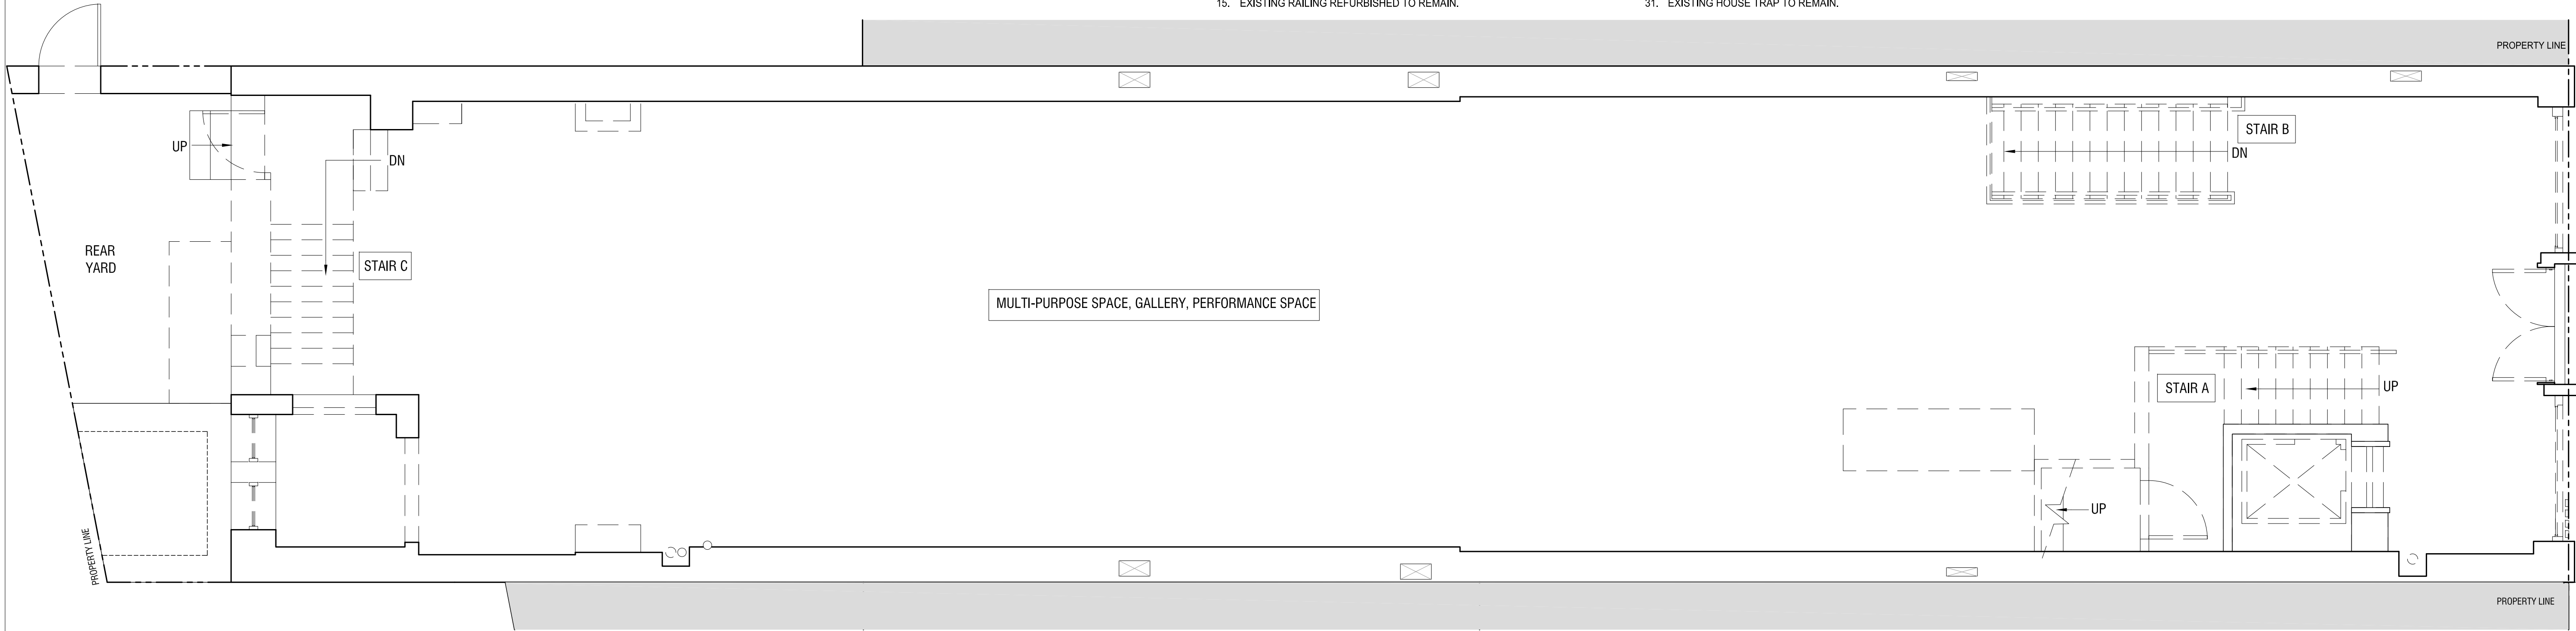 15. EXISTING RAILING REFURBISHED TO REMAIN.
31. EXISTING HOUSE TRAP TO REMAIN.
PROPERTY LINE
STAIR B
UP
DN
DN
REAR
YARD
STAIR C
MULTI-PURPOSE SPACE, GALLERY, PERFORMANCE SPACE
STAIR A
UP
UP
PROPERTY LINE
PROPERTY LINE